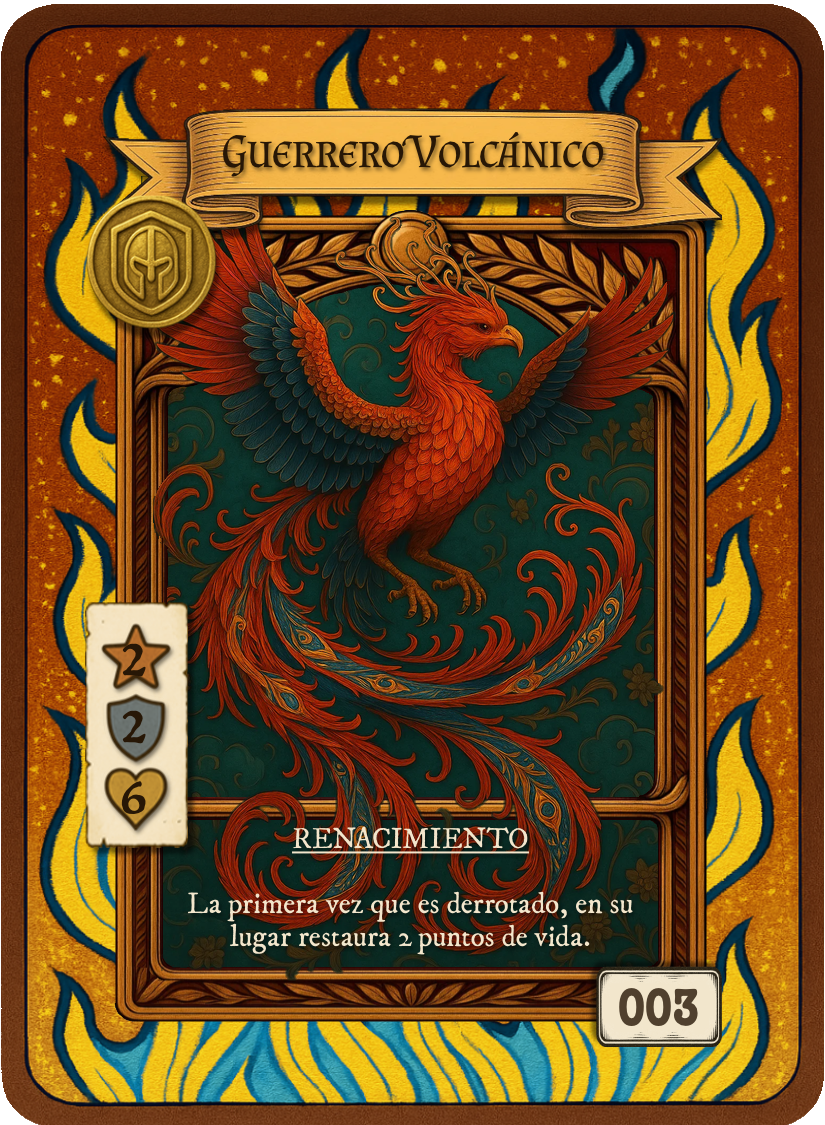 Guerrero Volcánico
2
2
6
RENACIMIENTO
La primera vez que es derrotado, en su
lugar restaura 2 puntos de vida.
003